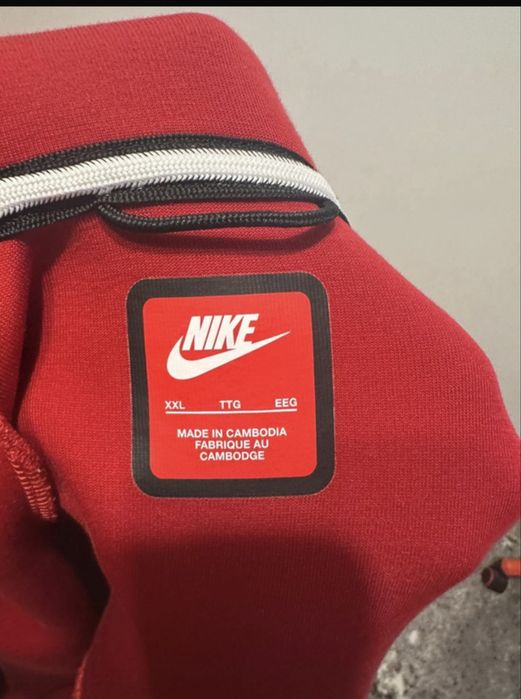 NIKE
XXL TTG EEG
MADE IN CAMBODIA
FABRIQUE AU
CAMBODGE